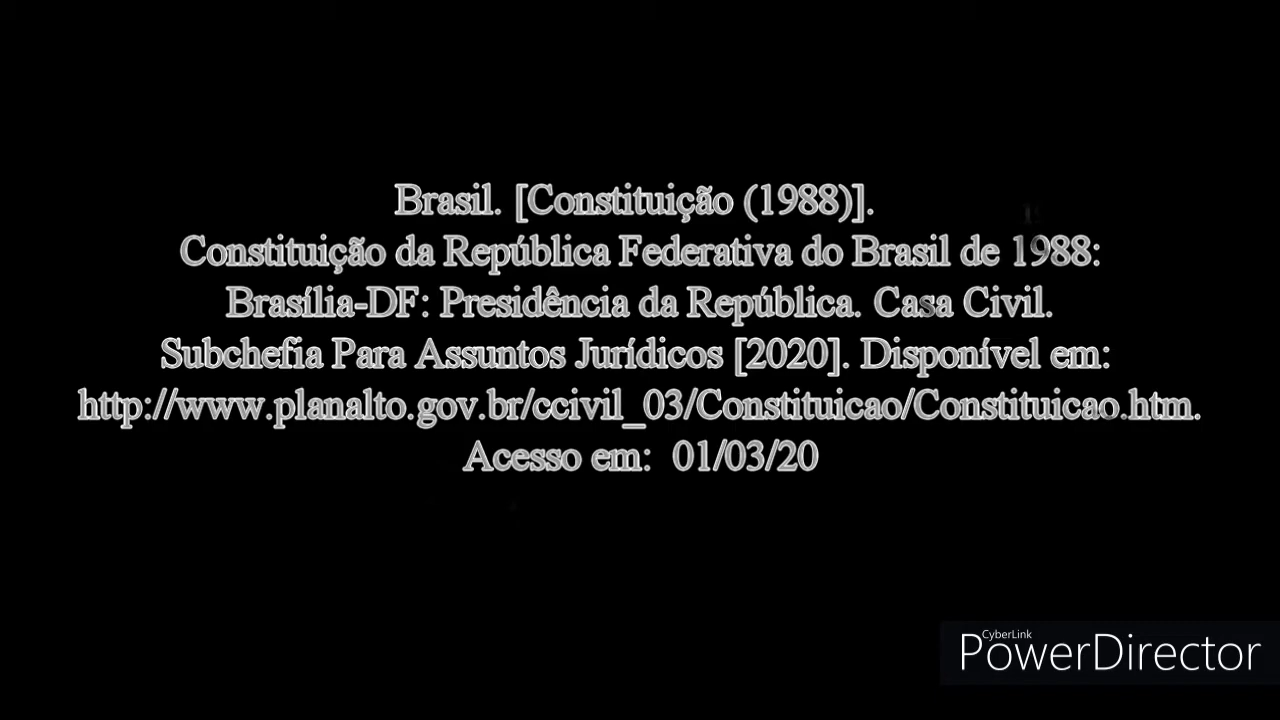 Brasil. [Constituição (1988)].
Constituição da República Federativa do Brasil de 1988:
Brasília-DF: Presidência da República. Casa Civil.
Subchefia Para Assuntos Jurídicos [2020]. Disponível em:
http://www.planalto.gov.br/ccivil_03/Constituicao/Constituicao.htm.
Acesso em:  01/03/20
CyberLink
PowerDirector